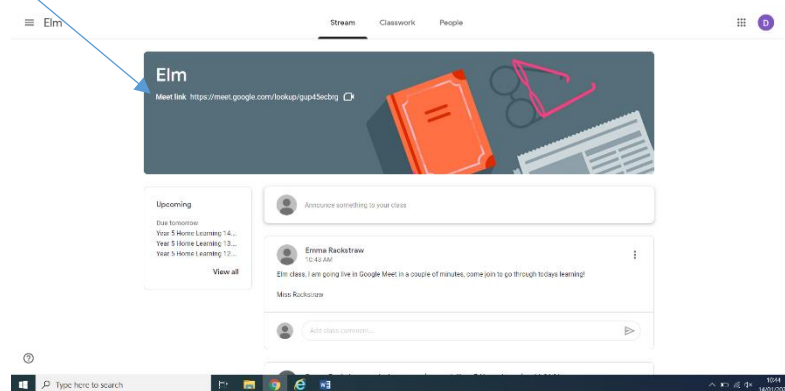 Elm
Stream Classwork People
D
Elm
Meet link https://meet.google.com/lookup/gup45ecbrg
Upcoming
Due tomorrow
Year 5 Home Learning 14...
Year 5 Home Learning 13...
Year 5 Home Learning 12...
View all
Announce something to your class
Emma Rackstraw
10:43 AM
Elm class, I am going live in Google Meet in a couple of minutes, come join to go through todays learning!
Miss Rackstraw
Add class comment...
Type here to search
10:44